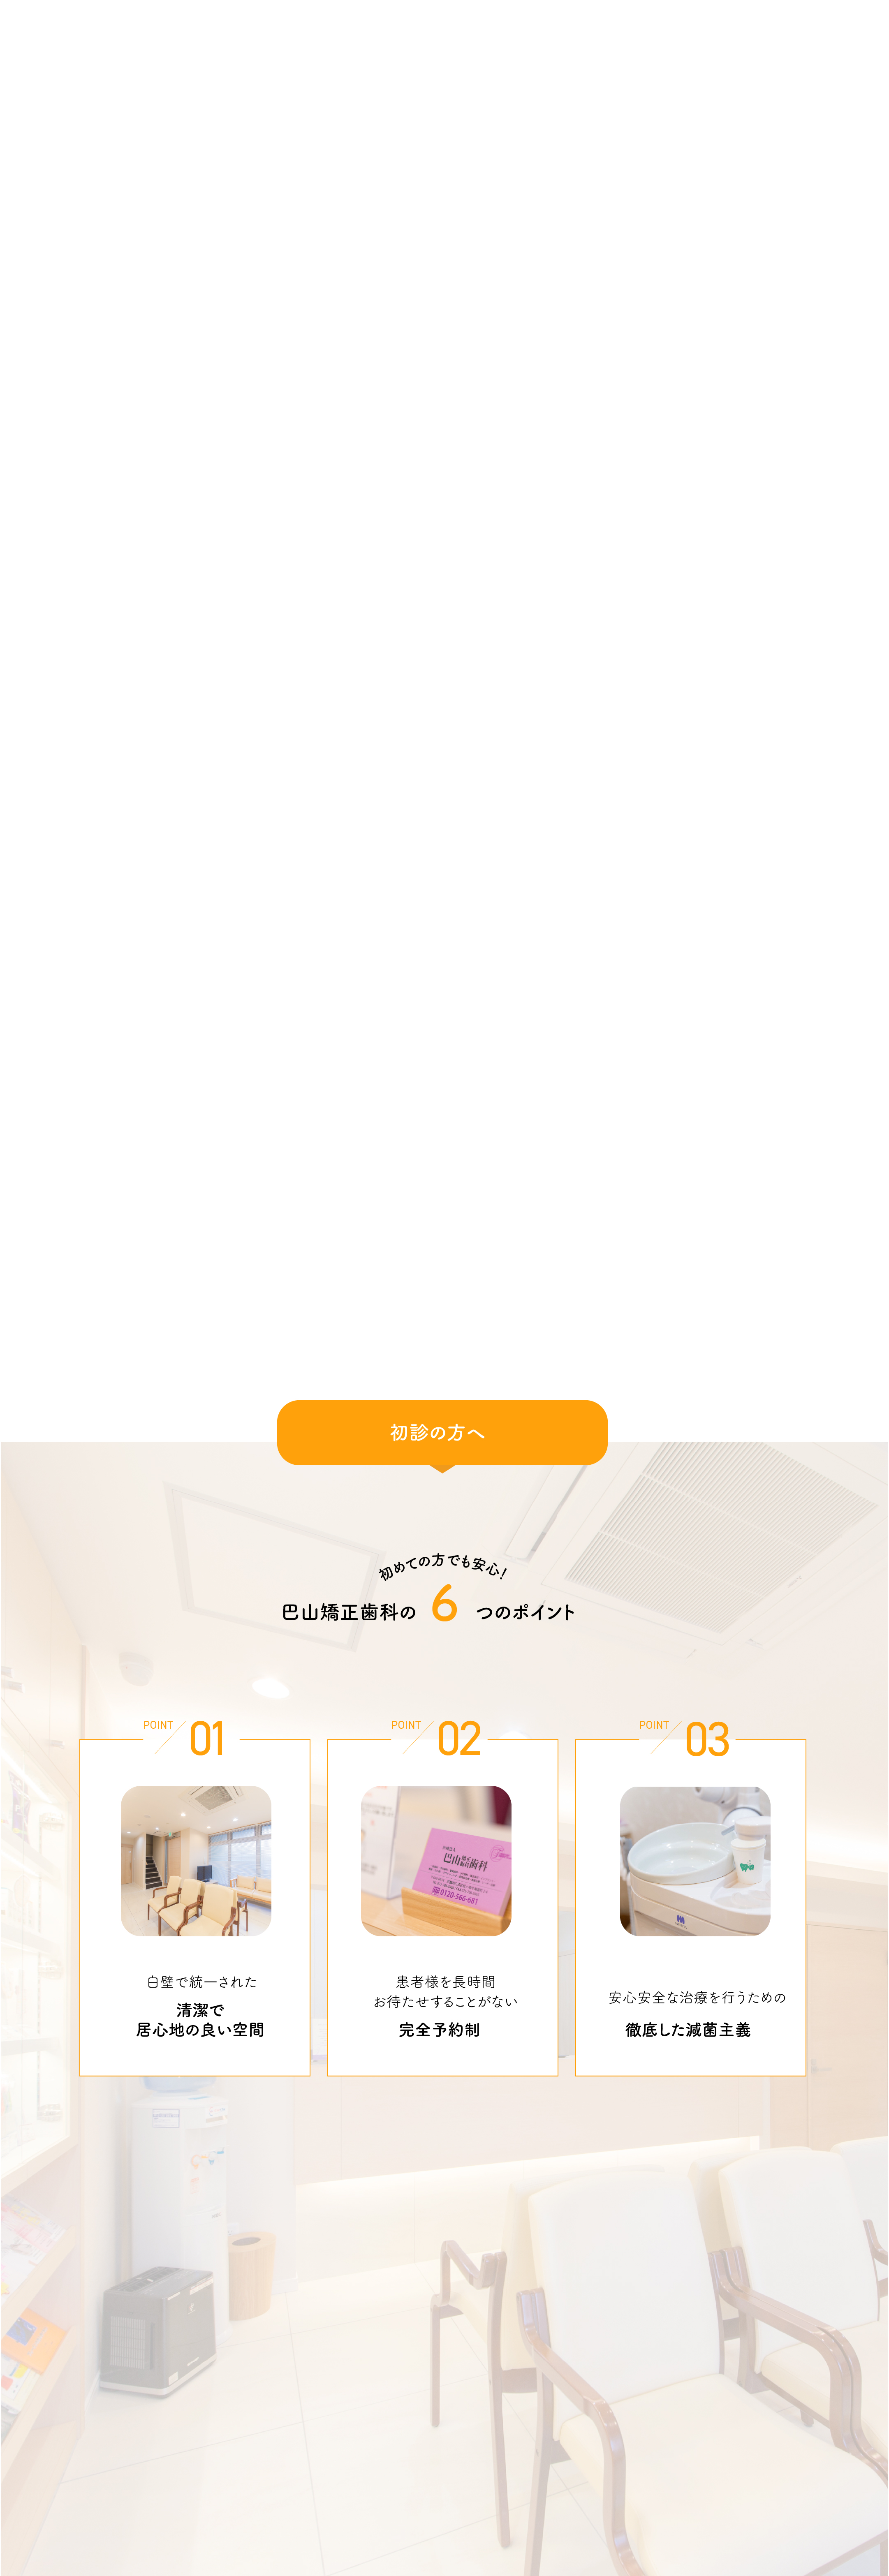 初診の方へ
初めての方でも安心!
巴山矯正歯科の 6 つのポイント
POINT 01
白壁で統一された
清潔で
居心地の良い空間
POINT 02
巴山矯正歯科
0120-566-681
患者様を長時間
お待たせすることがない
完全予約制
POINT 03
安心安全な治療を行うための
徹底した滅菌主義